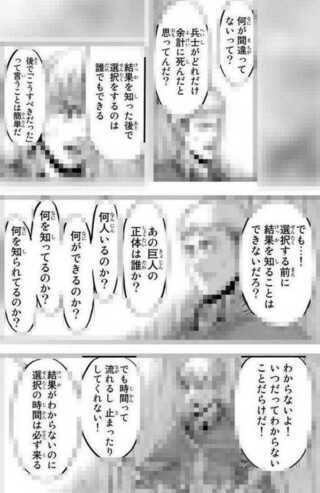 何が間違って
ないって？
兵士がどれだけ
余計に死んだと
思ってんだ？
結果を知った後で
選択をするのは
誰でもできる
後で「こうすべきだった」
って言うことは簡単だ
でも…！
選択する前に
結果を知ることは
できないだろ？
あの巨人の
正体は誰か？
何人いるのか？
何ができるのか？
何を知ってるのか？
何を知られてるのか？
わからないよ！
いつだってわからない
ことだらけだ！
でも時間って
流れるし 止まったり
してくれない！
結果がわからないのに
選択の時間は必ず来る